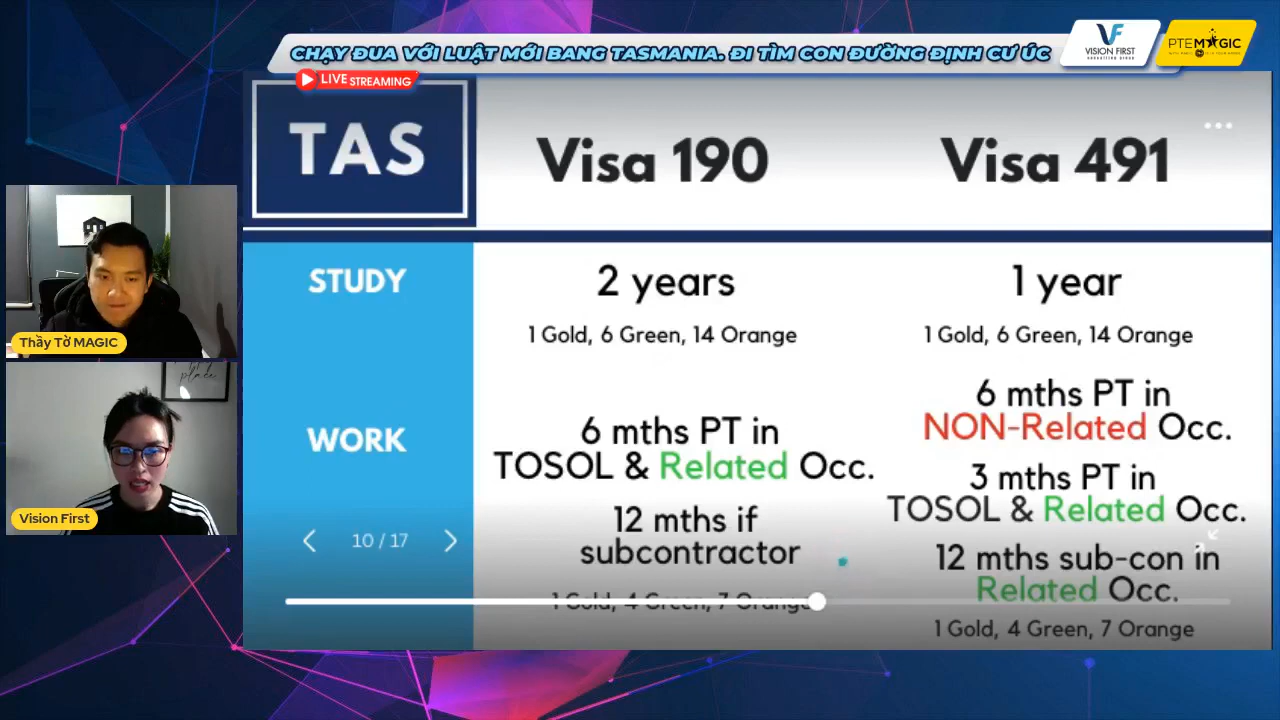 CHẠY ĐUA VỚI LUẬT MỚI BANG TASMANIA. ĐI TÌM CON ĐƯỜNG ĐỊNH CƯ ÚC
LIVE STREAMING
VF
VISION FIRST
PTEMAGIC
TAS
Visa 190
Visa 491
STUDY
2 years
1 Gold, 6 Green, 14 Orange
1 year
1 Gold, 6 Green, 14 Orange
WORK
6 mths PT in
TOSOL & Related Occ.
12 mths if
subcontractor
1 Gold, 4 Green, 7 Orange
6 mths PT in
NON-Related Occ.
3 mths PT in
TOSOL & Related Occ.
12 mths sub-con in
Related Occ.
1 Gold, 4 Green, 7 Orange
10 / 17
Thầy Tờ MAGIC
place
Vision First